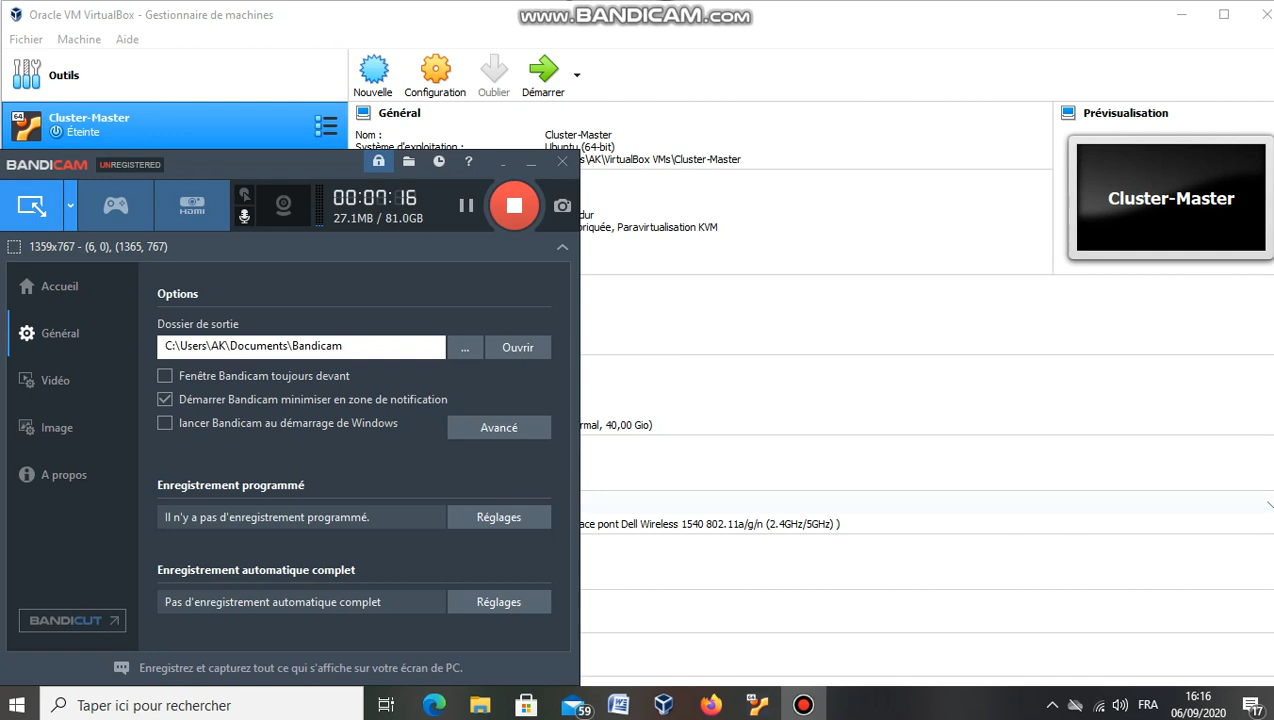 Oracle VM VirtualBox - Gestionnaire de machines
www.BANDICAM.com
Fichier Machine Aide
Outils
Nouvelle Configuration Oublier Démarrer
64 Cluster-Master
Éteinte
Général
Nom : Cluster-Master
Système d'exploitation : Ubuntu (64-bit)
s\AK\VirtualBox VMs\Cluster-Master
Prévisualisation
Cluster-Master
BANDICAM UNREGISTERED
HDMI
00:07:16
27.1MB / 81.0GB
dur
riquée, Paravirtualisation KVM
1359x767 - (6, 0), (1365, 767)
Accueil
Général
Vidéo
Image
A propos
BANDICUT
Options
Dossier de sortie
C:\Users\AK\Documents\Bandicam ... Ouvrir
Fenêtre Bandicam toujours devant
Démarrer Bandicam minimiser en zone de notification
lancer Bandicam au démarrage de Windows
Avancé
Enregistrement programmé
Il n'y a pas d'enregistrement programmé. Réglages
Enregistrement automatique complet
Pas d'enregistrement automatique complet Réglages
Enregistrez et capturez tout ce qui s'affiche sur votre écran de PC.
rmal, 40,00 Gio)
ace pont Dell Wireless 1540 802.11a/g/n (2.4GHz/5GHz) )
Taper ici pour rechercher
59
FRA
16:16
06/09/2020
17